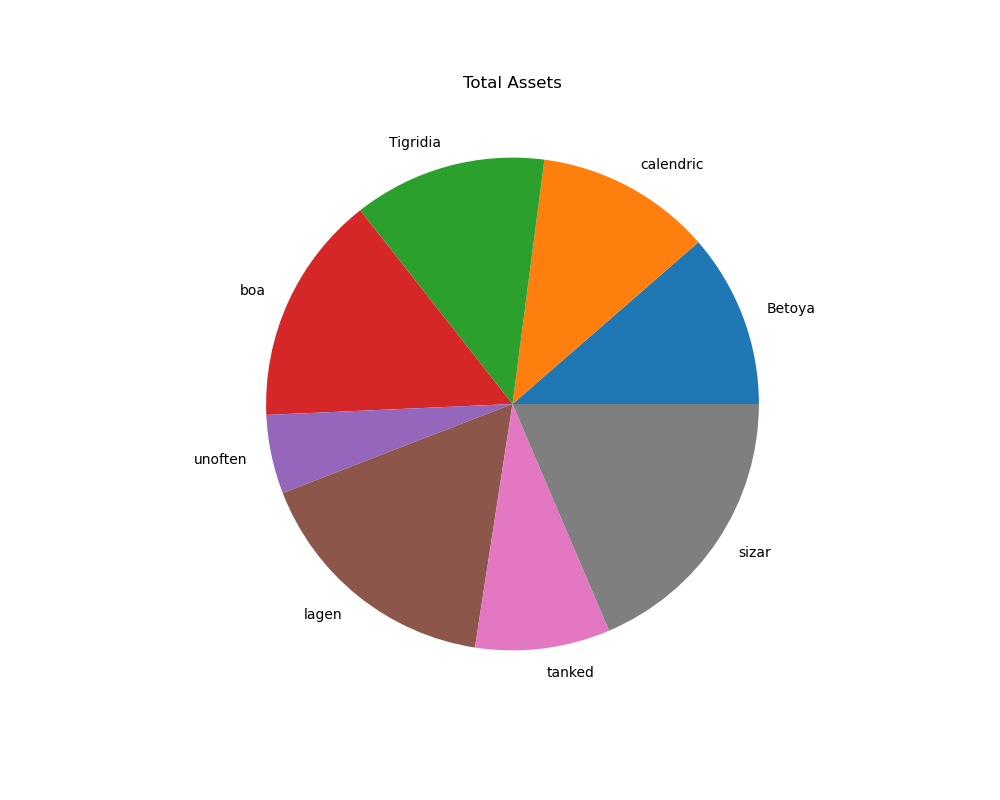 Total Assets
Tigridia
calendric
boa
Betoya
unoften
sizar
lagen
tanked